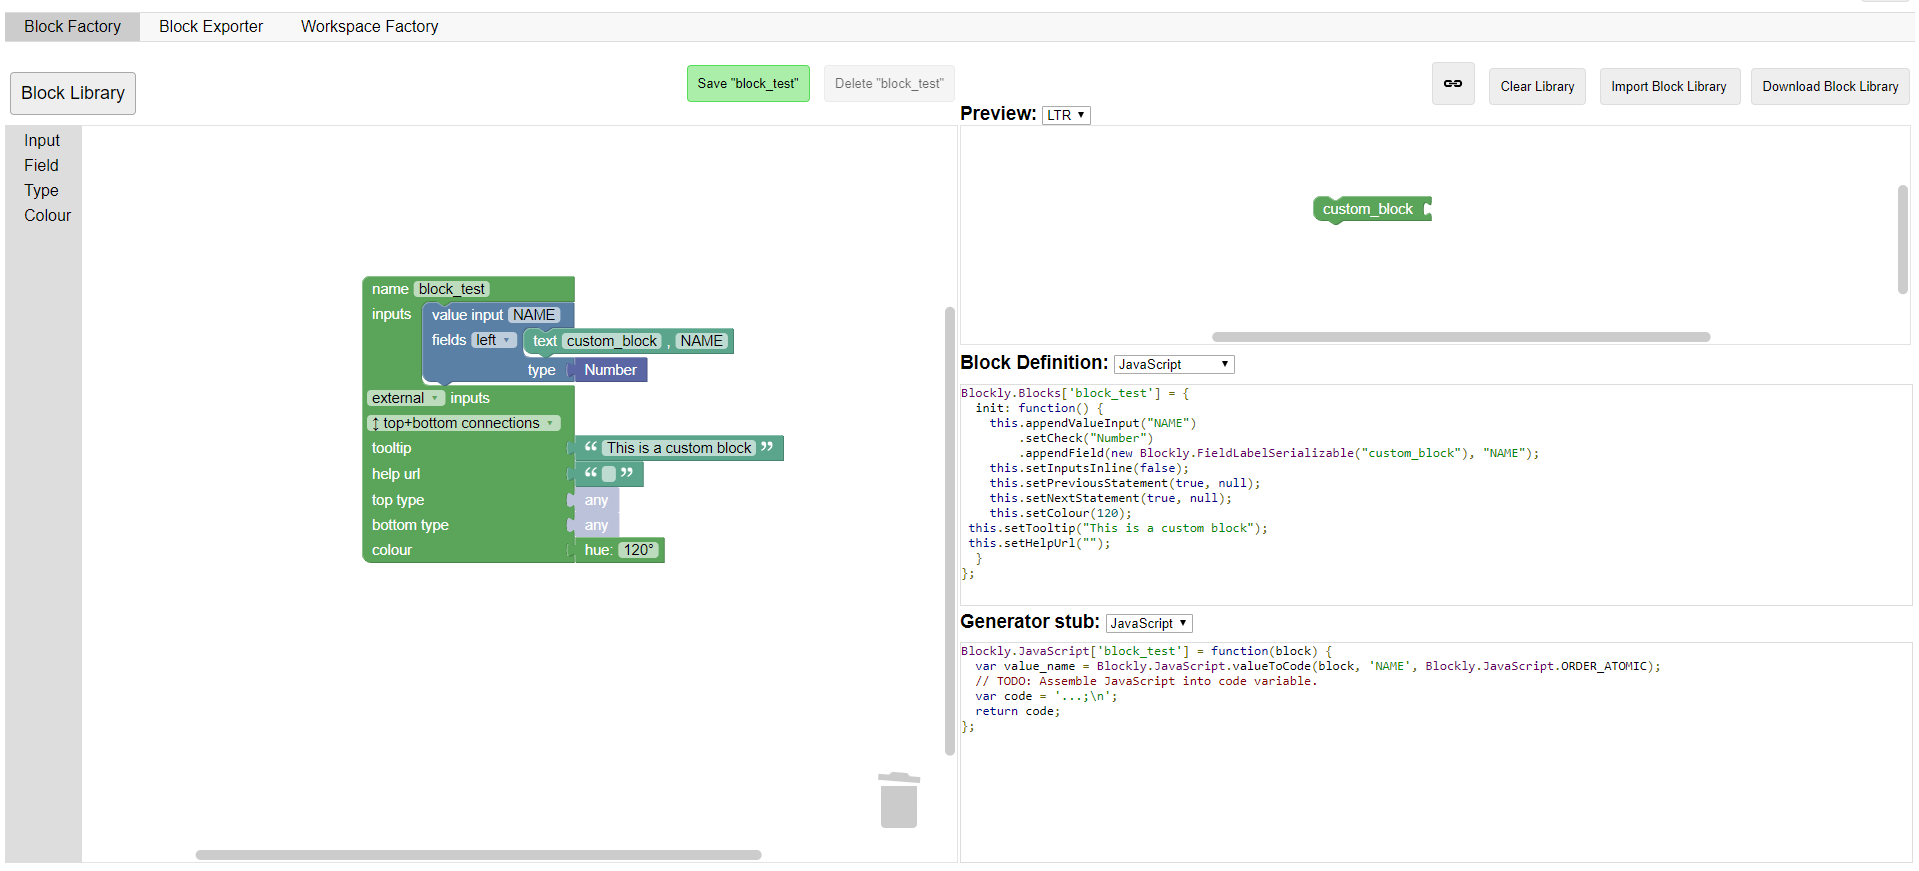 Block Factory Block Exporter Workspace Factory
Block Library
Save "block_test" Delete "block_test"
Clear Library Import Block Library Download Block Library
Input
Field
Type
Colour
name block_test
inputs value input NAME
fields left ▾ text custom_block , NAME
type Number
external ▾ inputs
↕ top+bottom connections ▾
tooltip “ This is a custom block ”
help url “ ”
top type any
bottom type any
colour hue: 120°
Preview: LTR ▼
custom_block
Block Definition: JavaScript ▼
Blockly.Blocks['block_test'] = {
  init: function() {
    this.appendValueInput("NAME")
        .setCheck("Number")
        .appendField(new Blockly.FieldLabelSerializable("custom_block"), "NAME");
    this.setInputsInline(false);
    this.setPreviousStatement(true, null);
    this.setNextStatement(true, null);
    this.setColour(120);
 this.setTooltip("This is a custom block");
 this.setHelpUrl("");
  }
};
Generator stub: JavaScript ▼
Blockly.JavaScript['block_test'] = function(block) {
  var value_name = Blockly.JavaScript.valueToCode(block, 'NAME', Blockly.JavaScript.ORDER_ATOMIC);
  // TODO: Assemble JavaScript into code variable.
  var code = '...;\n';
  return code;
};